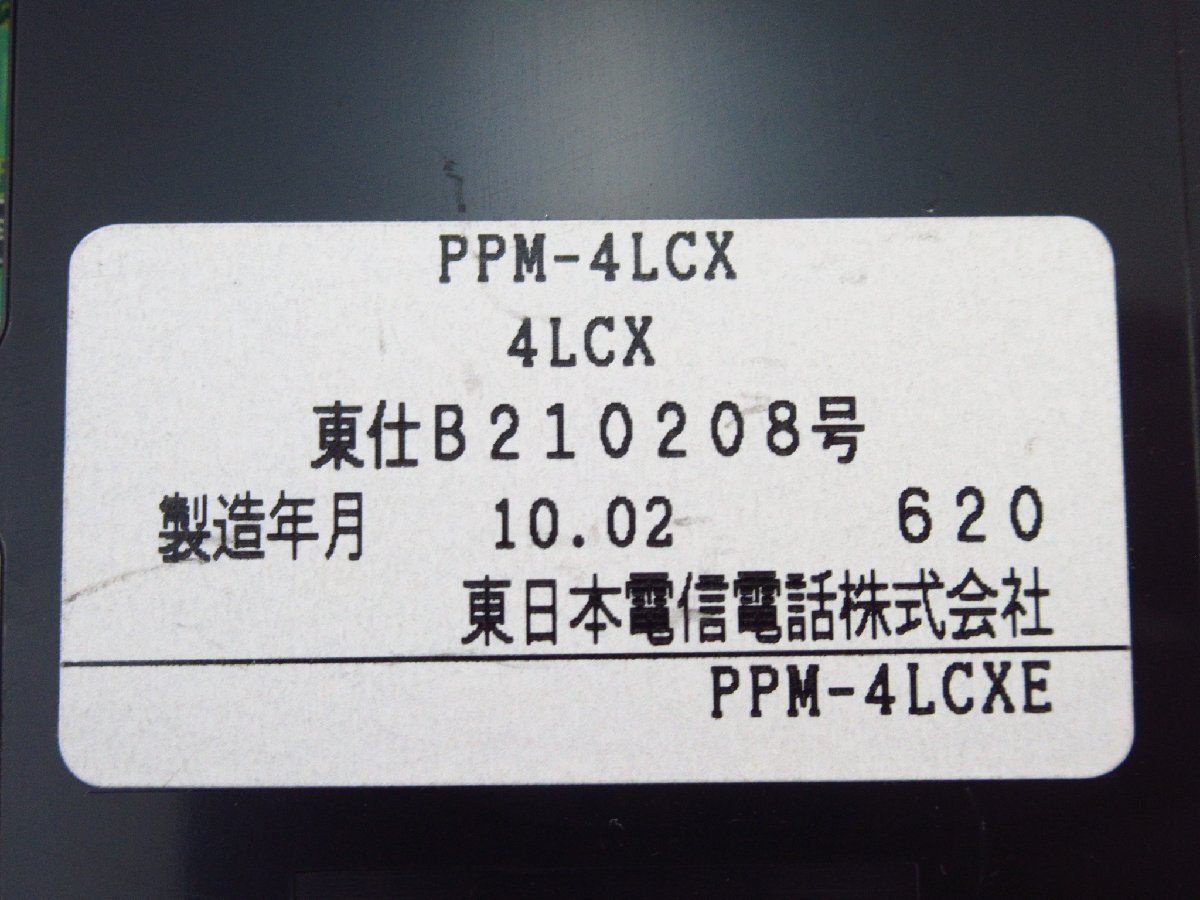 PPM-4LCX
4LCX
東仕B210208号
製造年月 10.02 620
東日本電信電話株式会社
PPM-4LCXE